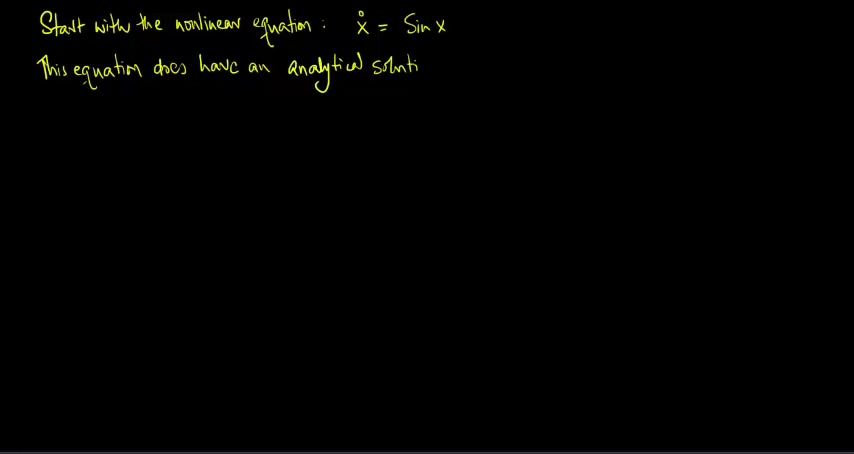 Start with the nonlinear equation: ẋ = Sin x
This equation does have an analytical soluti